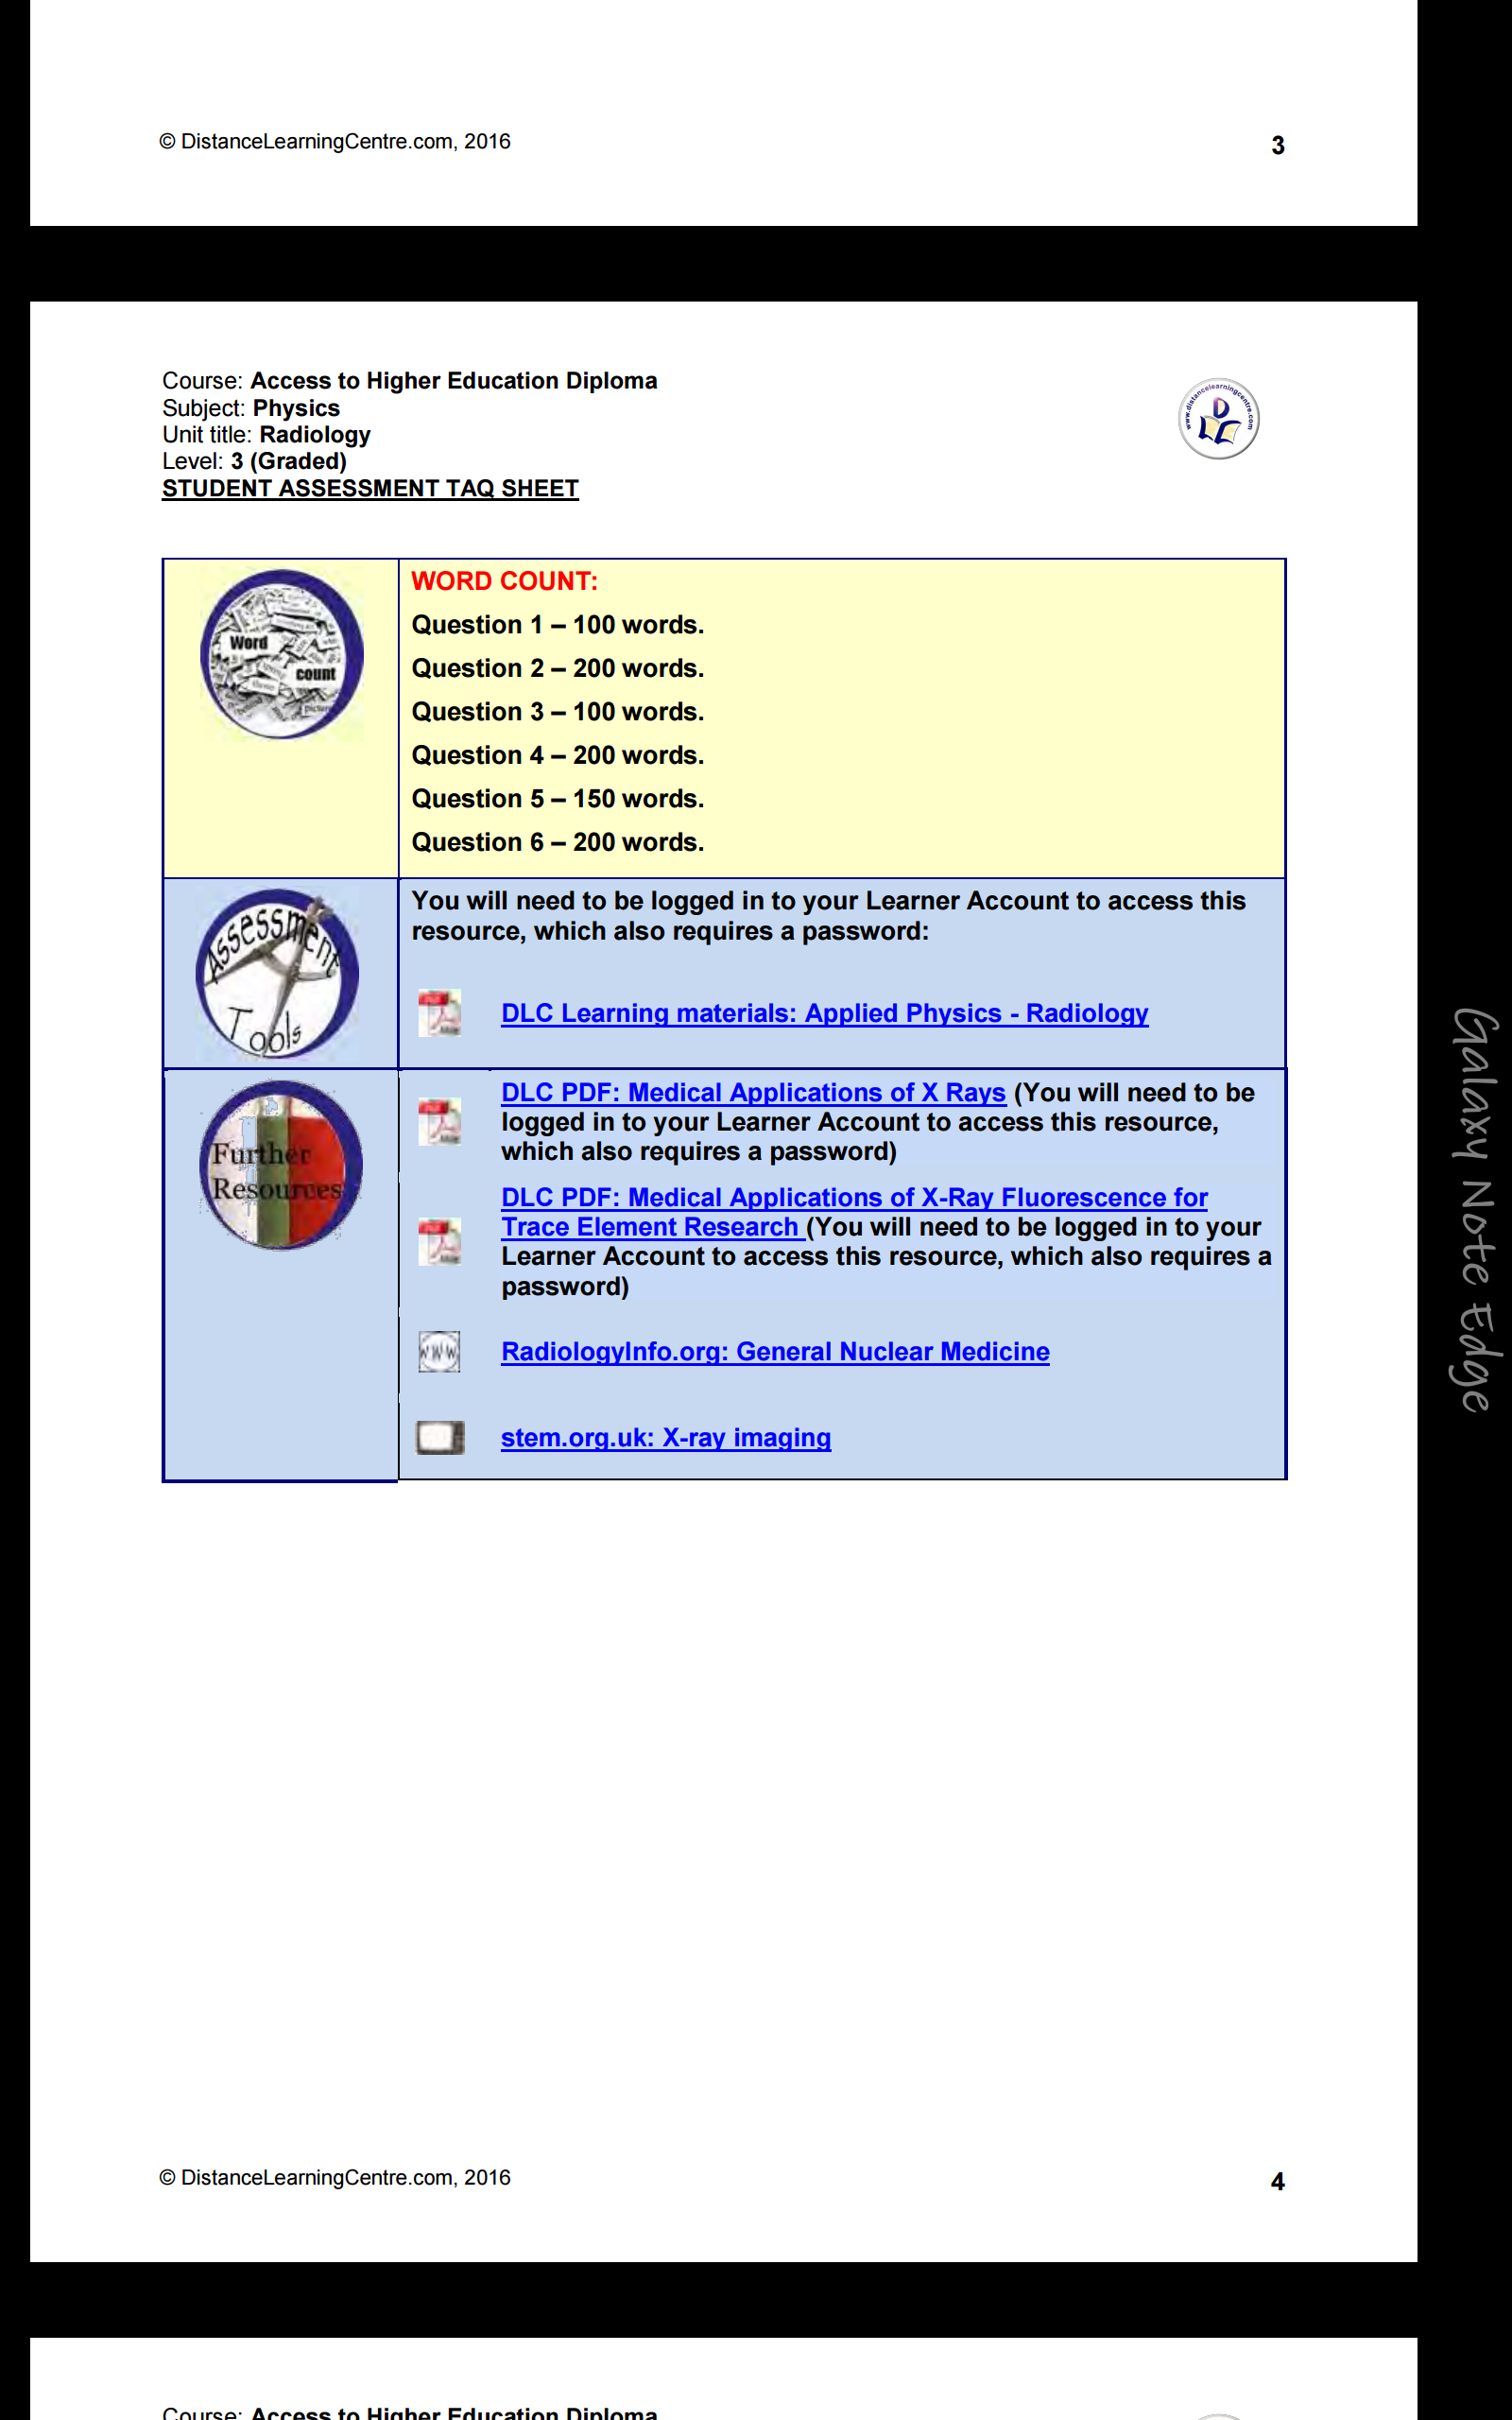 © DistanceLearningCentre.com, 2016
3
Course: Access to Higher Education Diploma
Subject: Physics
Unit title: Radiology
Level: 3 (Graded)
STUDENT ASSESSMENT TAQ SHEET
www.distancelearningcentre.com
D
Word
count
WORD COUNT:
Question 1 – 100 words.
Question 2 – 200 words.
Question 3 – 100 words.
Question 4 – 200 words.
Question 5 – 150 words.
Question 6 – 200 words.
Assessment
Tools
You will need to be logged in to your Learner Account to access this
resource, which also requires a password:
DLC Learning materials: Applied Physics - Radiology
Further
Resources
DLC PDF: Medical Applications of X Rays (You will need to be
logged in to your Learner Account to access this resource,
which also requires a password)
DLC PDF: Medical Applications of X-Ray Fluorescence for
Trace Element Research (You will need to be logged in to your
Learner Account to access this resource, which also requires a
password)
WWW
RadiologyInfo.org: General Nuclear Medicine
stem.org.uk: X-ray imaging
Galaxy Note Edge
© DistanceLearningCentre.com, 2016
4
Course: Access to Higher Education Diploma